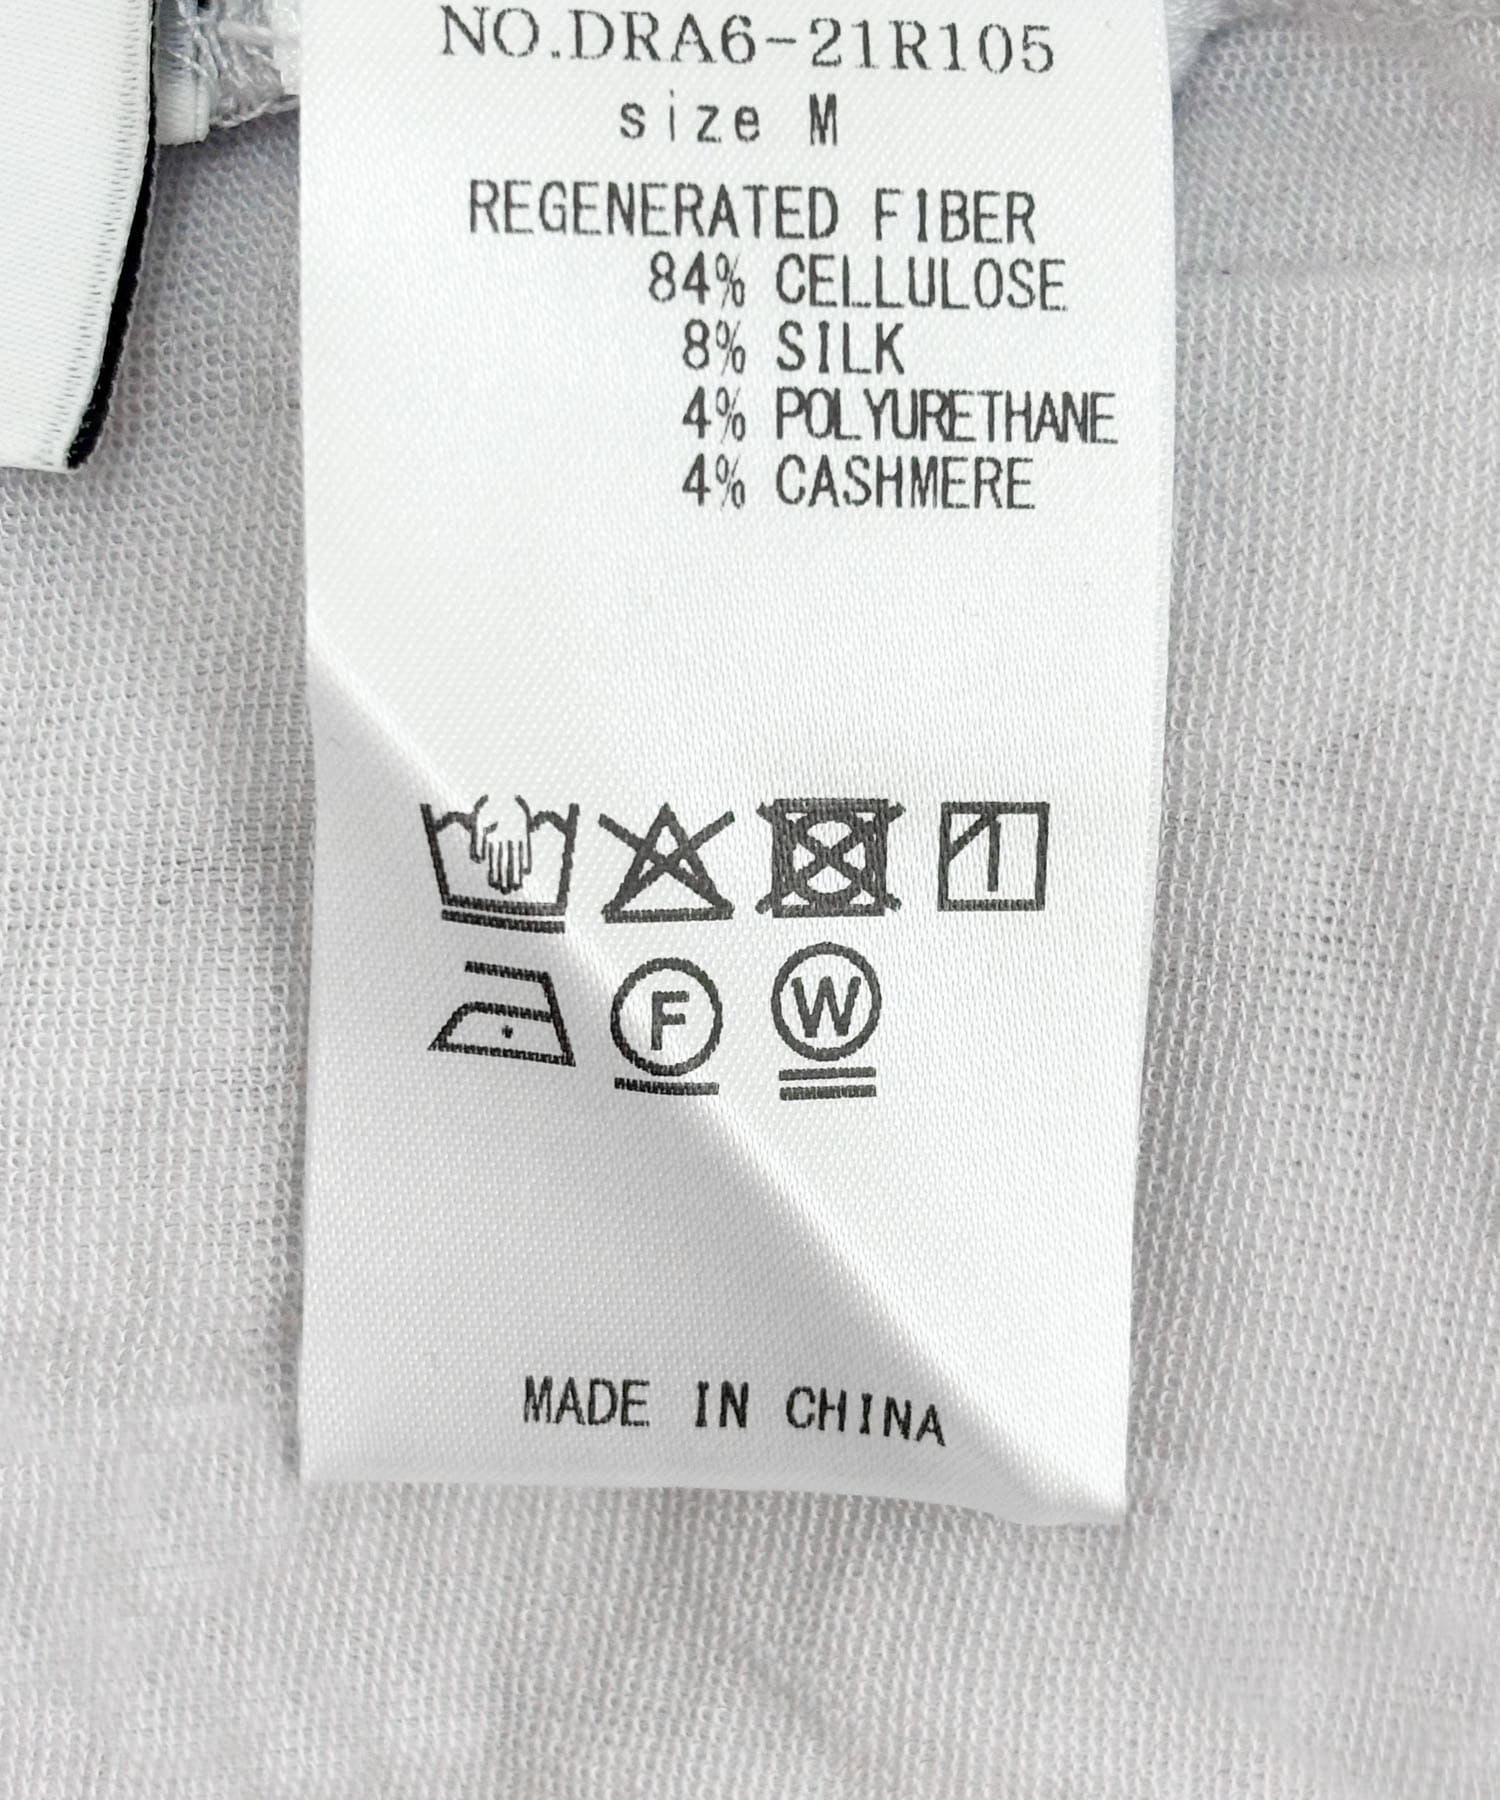 NO.DRA6-21R105
size M
REGENERATED FIBER
84% CELLULOSE
8% SILK
4% POLYURETHANE
4% CASHMERE
F W
MADE IN CHINA